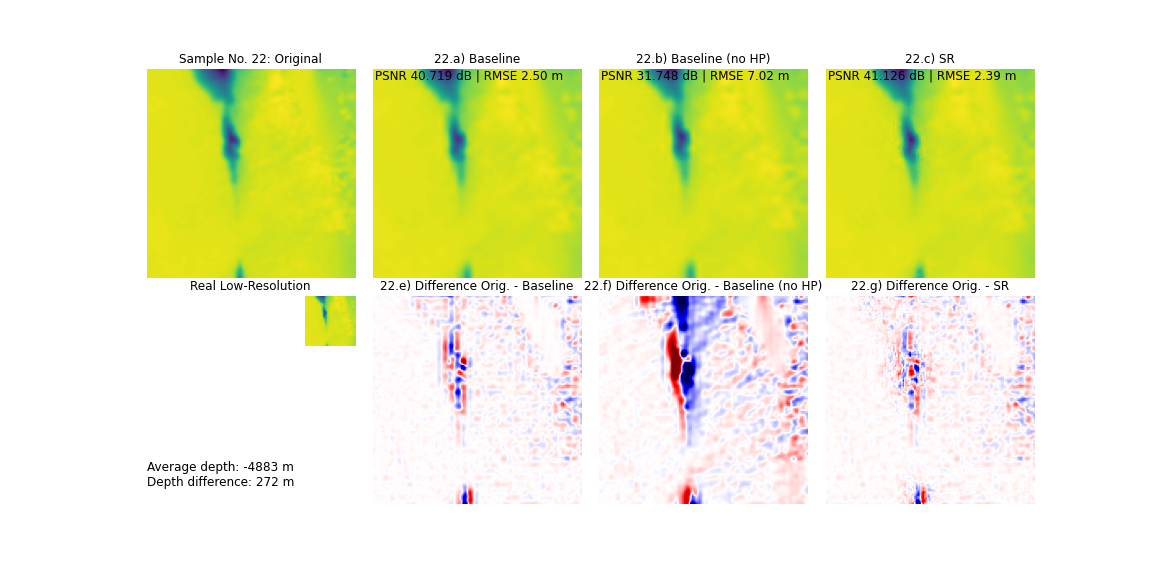 Sample No. 22: Original
22.a) Baseline
22.b) Baseline (no HP)
22.c) SR
PSNR 40.719 dB | RMSE 2.50 m
PSNR 31.748 dB | RMSE 7.02 m
PSNR 41.126 dB | RMSE 2.39 m
Real Low-Resolution
22.e) Difference Orig. - Baseline
22.f) Difference Orig. - Baseline (no HP)
22.g) Difference Orig. - SR
Average depth: -4883 m
Depth difference: 272 m